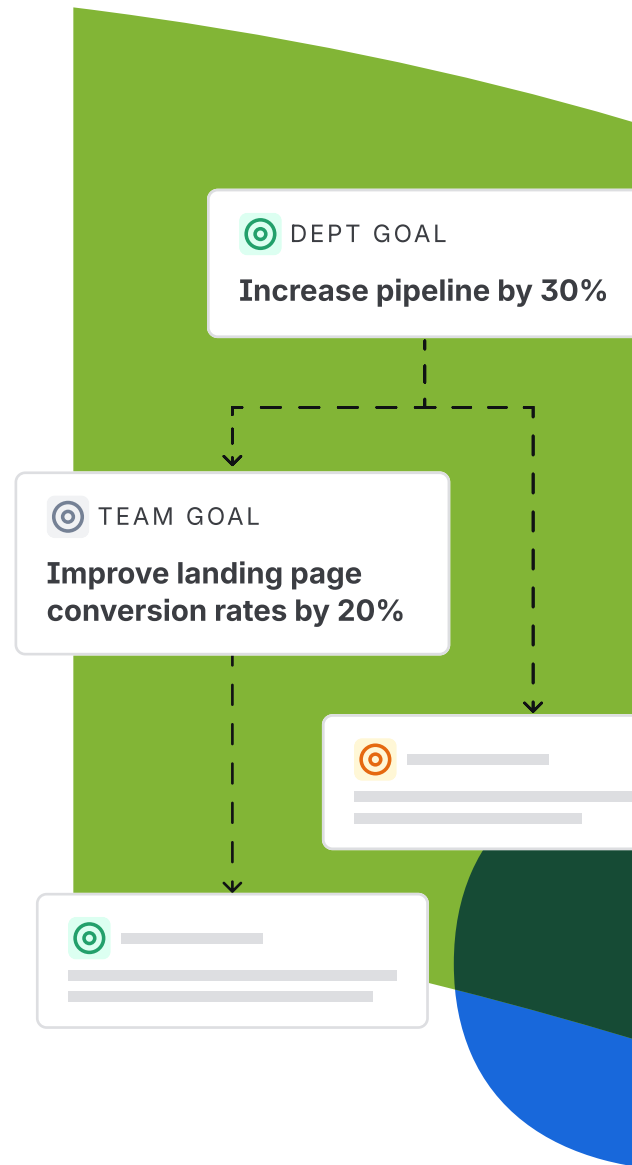 DEPT GOAL
Increase pipeline by 30%
TEAM GOAL
Improve landing page
conversion rates by 20%